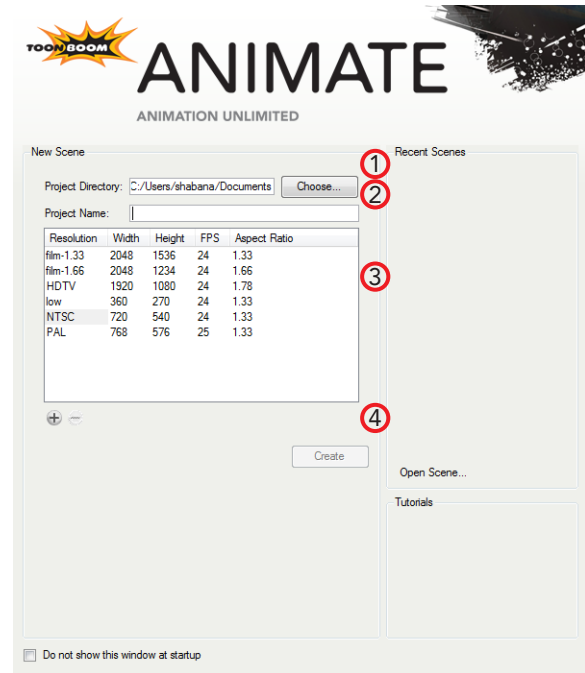 TOON BOOM
ANIMATE
ANIMATION UNLIMITED
New Scene
1
Project Directory: C:/Users/shabana/Documents Choose...
2
Project Name:
Resolution Width Height FPS Aspect Ratio
film-1.33 2048 1536 24 1.33
film-1.66 2048 1234 24 1.66
HDTV 1920 1080 24 1.78
3
low 360 270 24 1.33
NTSC 720 540 24 1.33
PAL 768 576 25 1.33
4
Create
Recent Scenes
Open Scene...
Tutorials
Do not show this window at startup